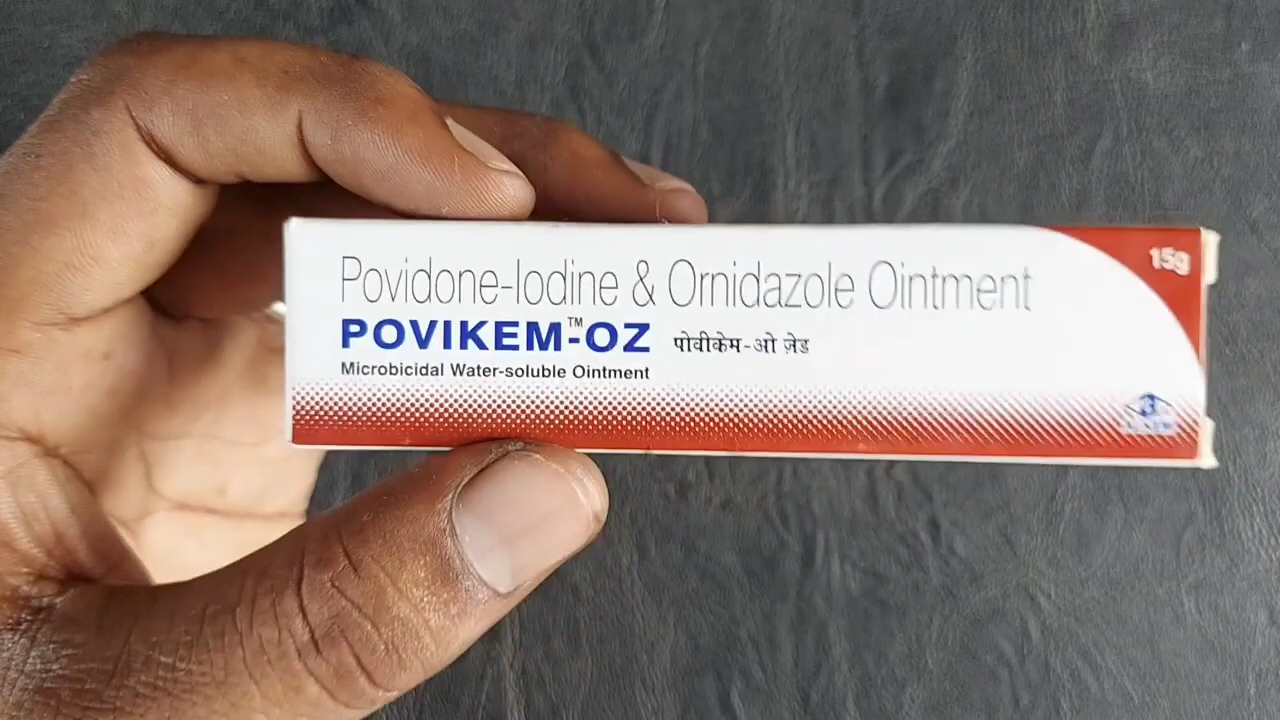 Povidone-Iodine & Ornidazole Ointment
15g
POVIKEM™-OZ पोवीकेम-ओ ज़ेड
Microbicidal Water-soluble Ointment